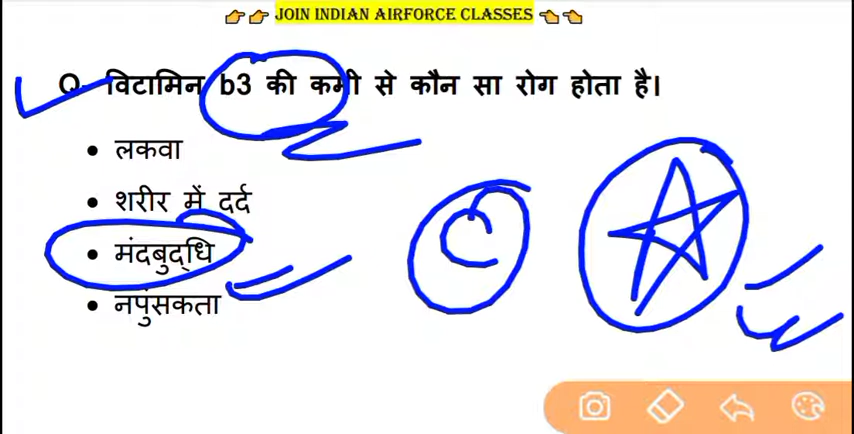 👉 👉 JOIN INDIAN AIRFORCE CLASSES 👈 👈
Q- विटामिन b3 की कमी से कौन सा रोग होता है।
• लकवा
• शरीर में दर्द
• मंदबुद्धि
• नपुंसकता
C